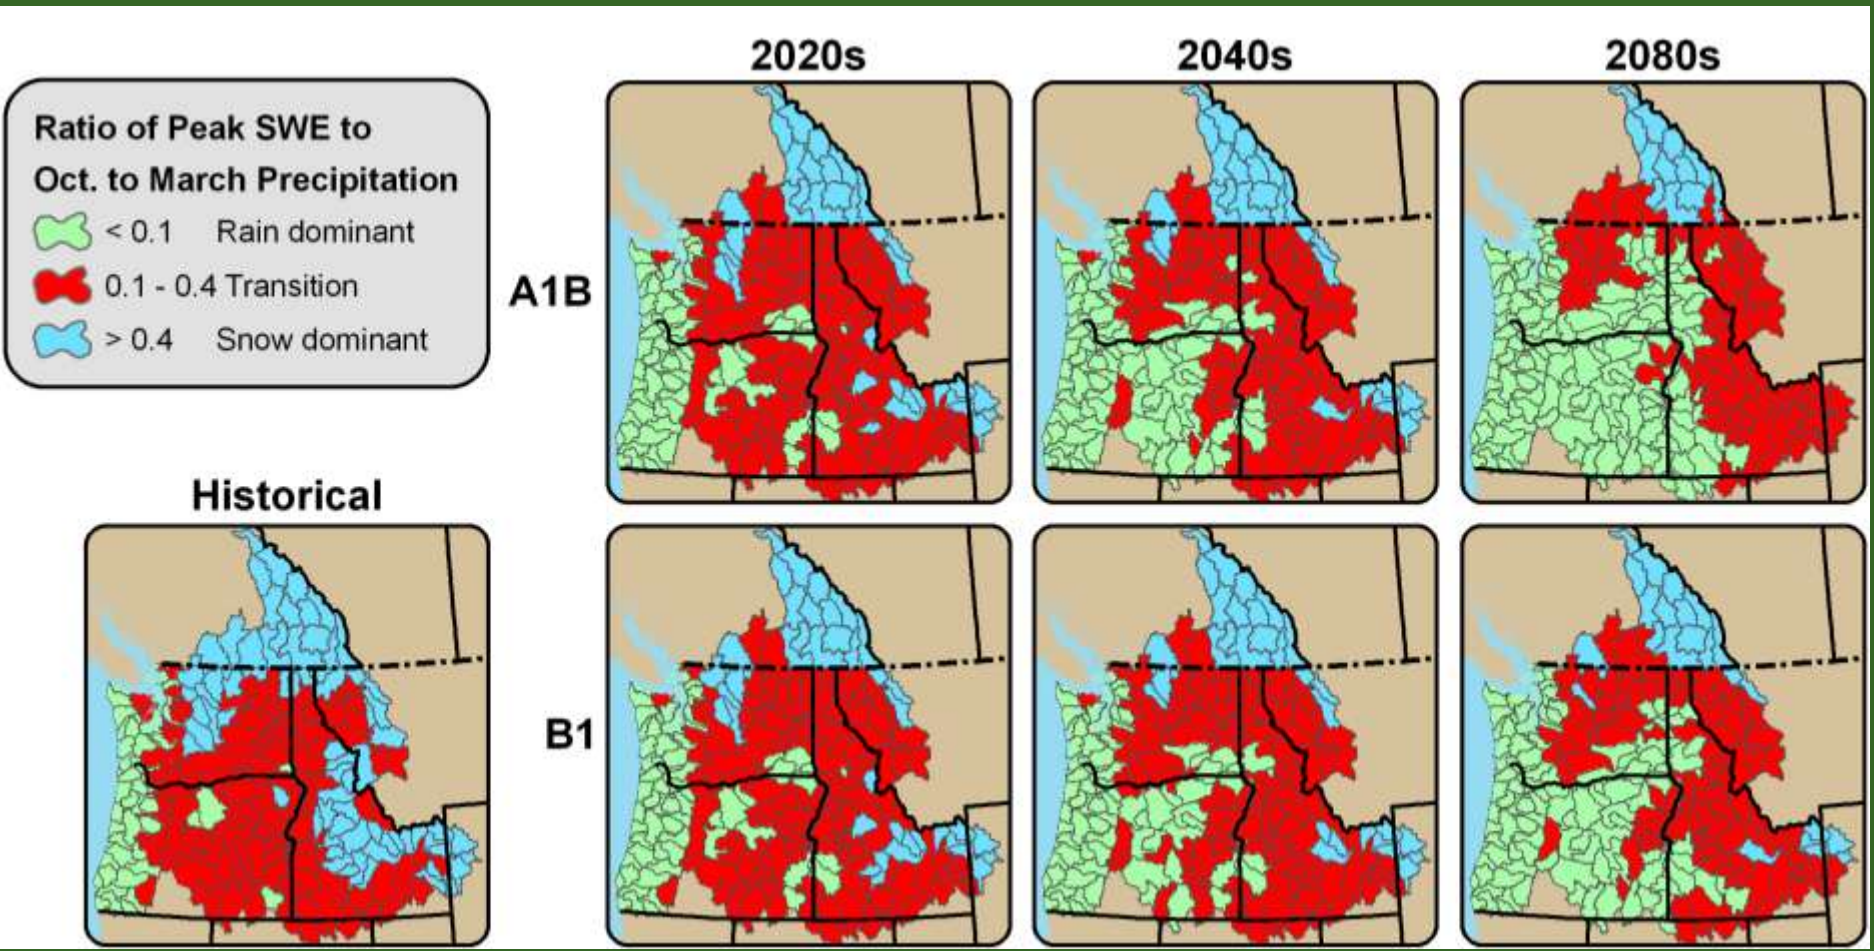 2020s
2040s
2080s
Ratio of Peak SWE to
Oct. to March Precipitation
< 0.1 Rain dominant
0.1 - 0.4 Transition
> 0.4 Snow dominant
A1B
Historical
B1